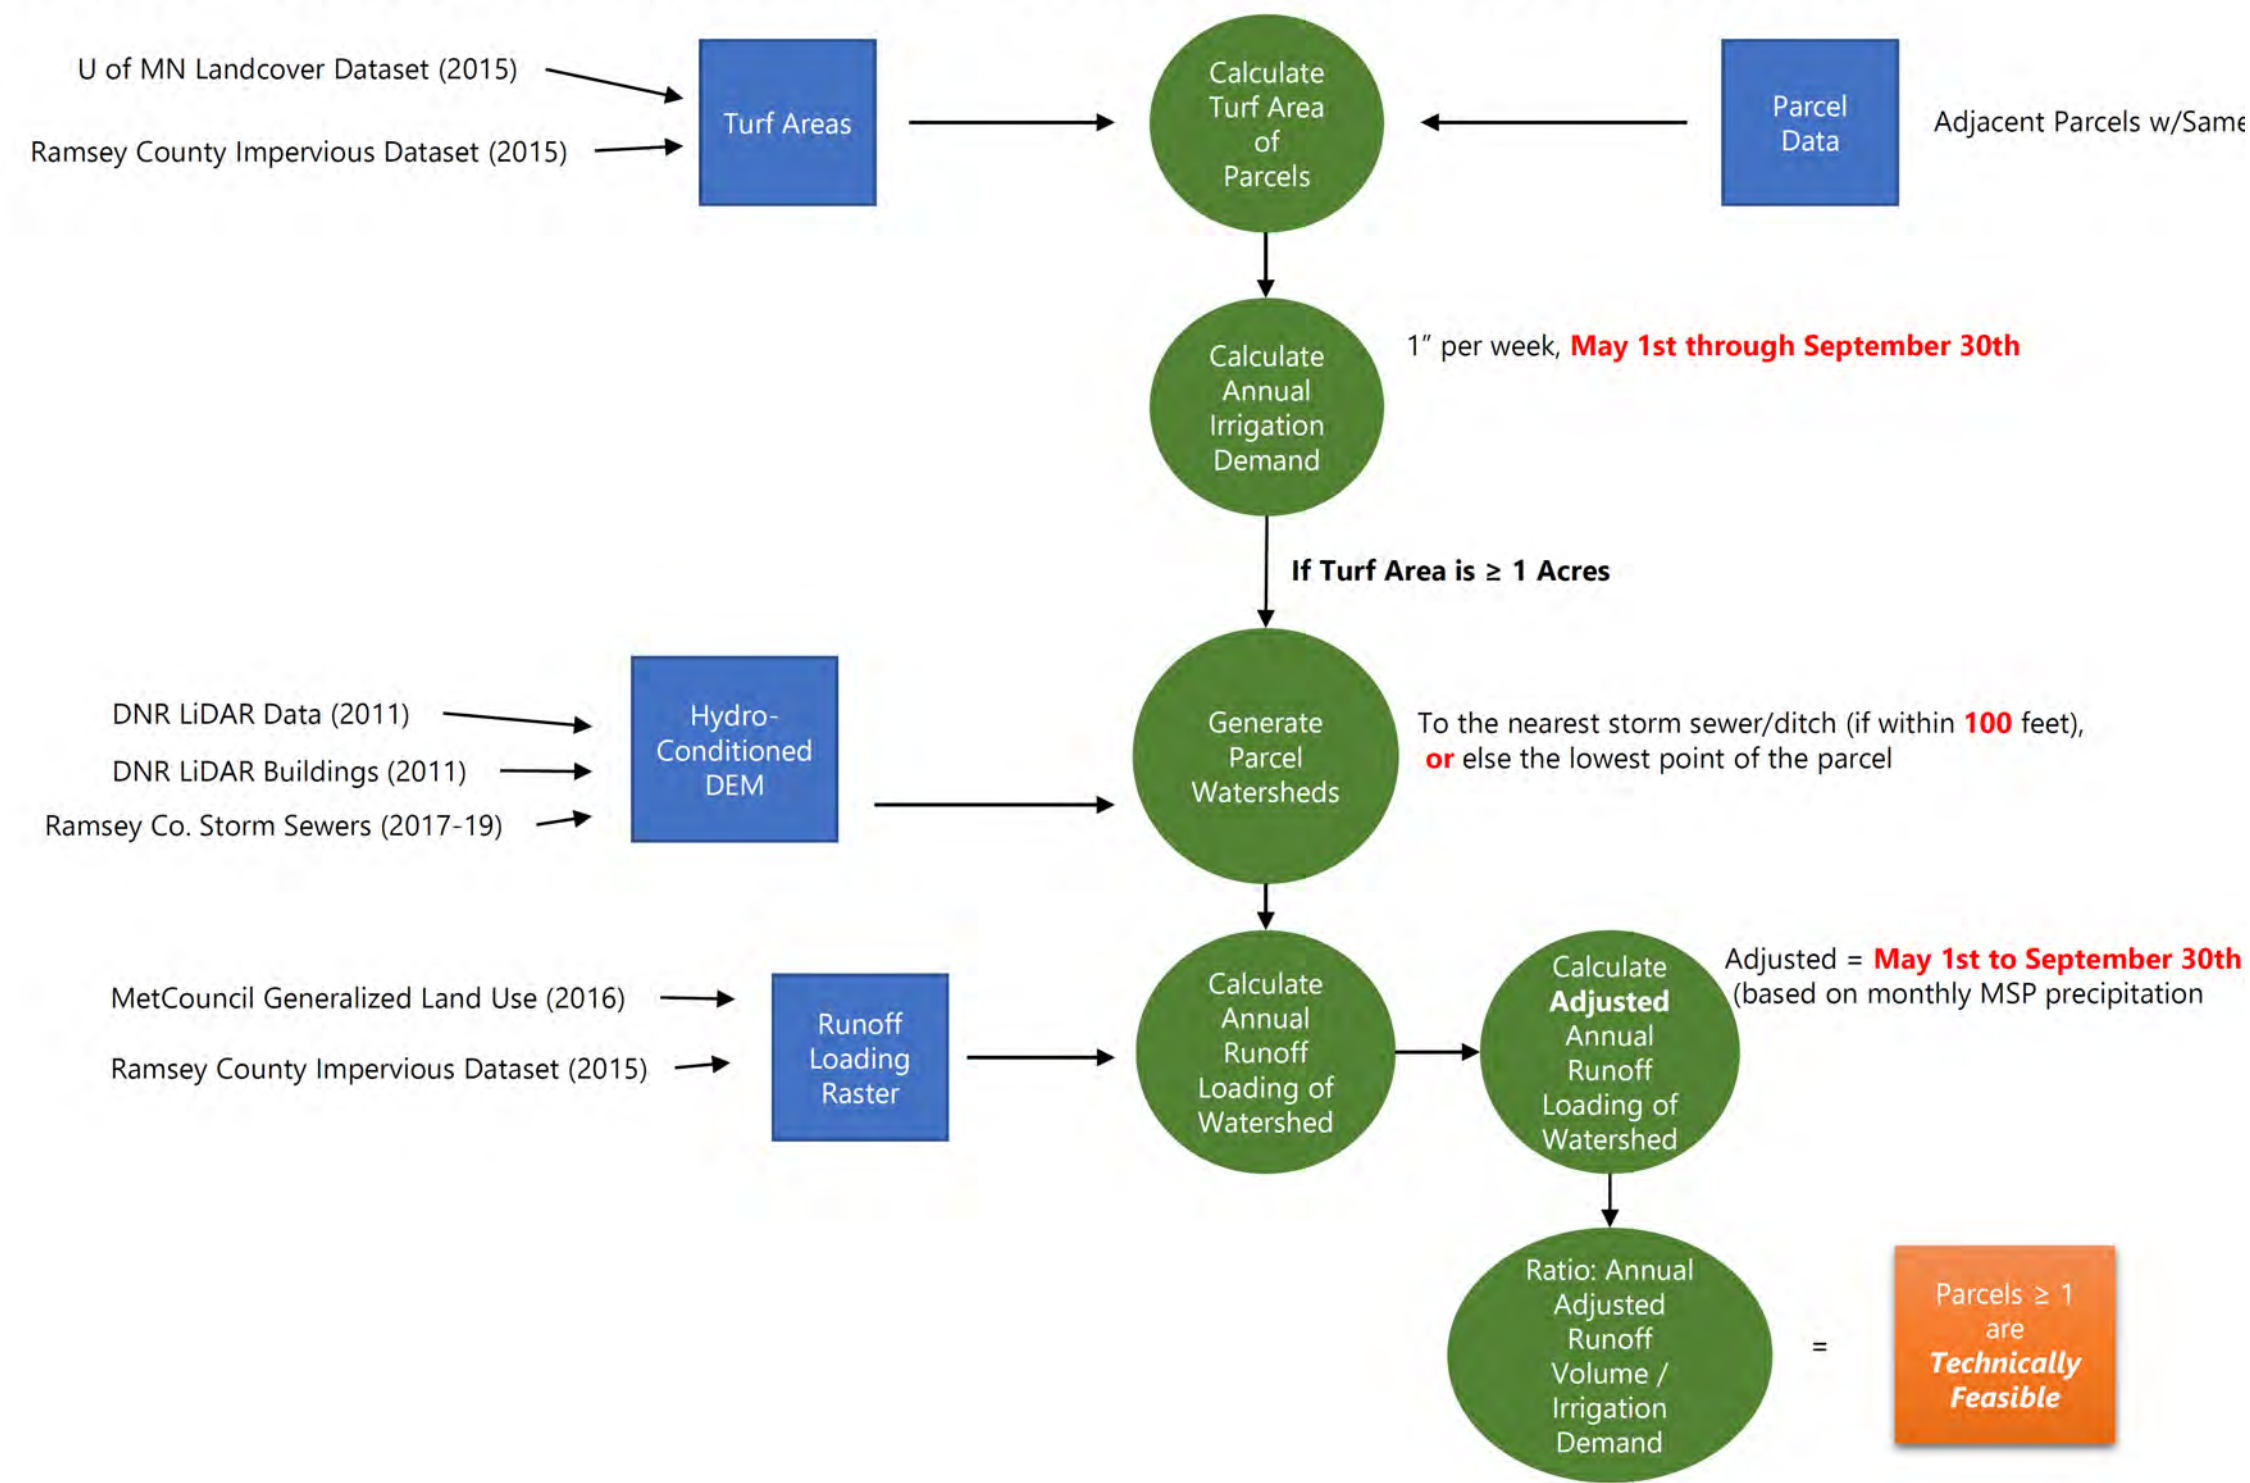 U of MN Landcover Dataset (2015)
Ramsey County Impervious Dataset (2015)
Turf Areas
Calculate
Turf Area
of
Parcels
Parcel
Data
Adjacent Parcels w/Same
Calculate
Annual
Irrigation
Demand
1” per week, May 1st through September 30th
If Turf Area is ≥ 1 Acres
DNR LiDAR Data (2011)
DNR LiDAR Buildings (2011)
Ramsey Co. Storm Sewers (2017-19)
Hydro-
Conditioned
DEM
Generate
Parcel
Watersheds
To the nearest storm sewer/ditch (if within 100 feet),
or else the lowest point of the parcel
MetCouncil Generalized Land Use (2016)
Ramsey County Impervious Dataset (2015)
Runoff
Loading
Raster
Calculate
Annual
Runoff
Loading of
Watershed
Calculate
Adjusted
Annual
Runoff
Loading of
Watershed
Adjusted = May 1st to September 30th
(based on monthly MSP precipitation
Ratio: Annual
Adjusted
Runoff
Volume /
Irrigation
Demand
=
Parcels ≥ 1
are
Technically
Feasible